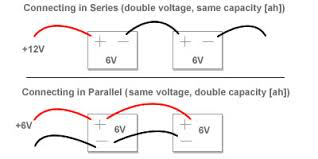 Connecting in Series (double voltage, same capacity [ah])
+ − + −
+12V
6V 6V
Connecting in Parallel (same voltage, double capacity [ah])
+6V
+ − + −
6V 6V